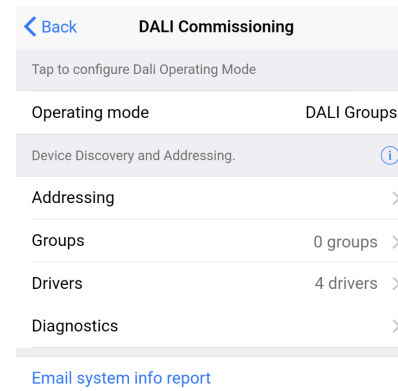 Back DALI Commissioning
Tap to configure Dali Operating Mode
Operating mode DALI Groups
Device Discovery and Addressing. i
Addressing
Groups 0 groups
Drivers 4 drivers
Diagnostics
Email system info report